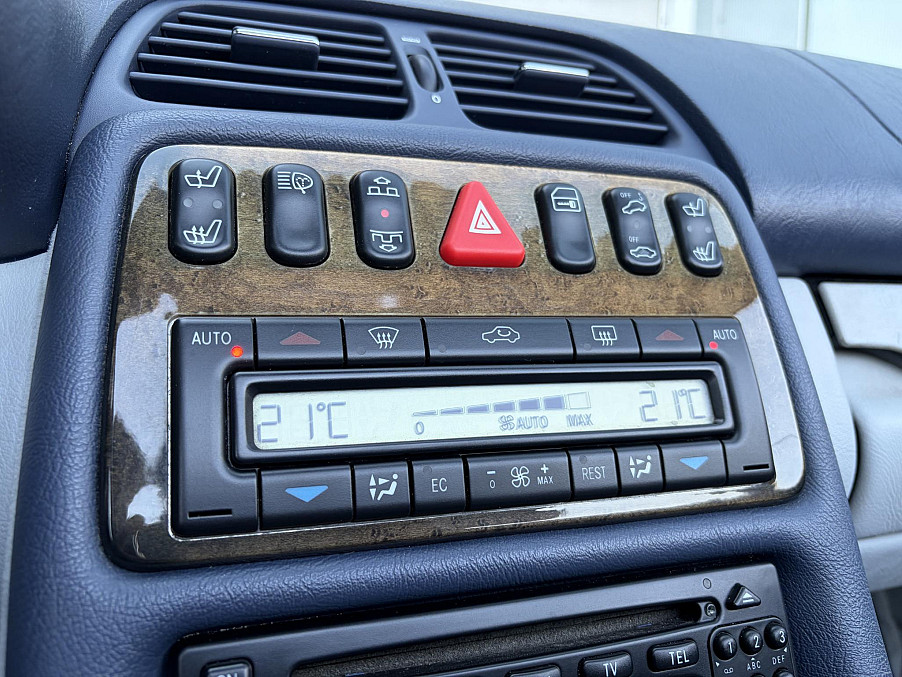 OFF
OFF
AUTO
AUTO
21°C
0
AUTO
MAX
21°C
EC
- 0
+ MAX
REST
TV
TEL
1
2
3
ABC
DEF